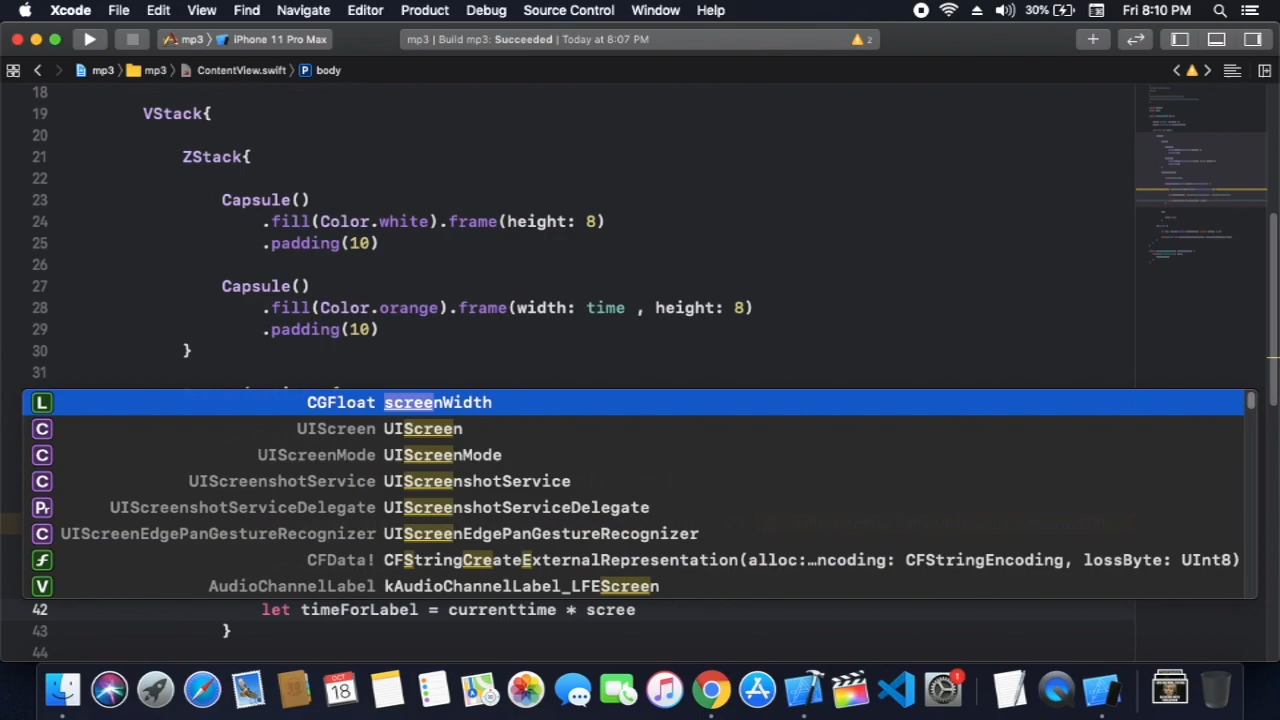 Xcode File Edit View Find Navigate Editor Product Debug Source Control Window Help 30% Fri 8:10 PM
mp3 iPhone 11 Pro Max mp3 | Build mp3: Succeeded | Today at 8:07 PM 2
mp3 mp3 ContentView.swift P body
18
19 VStack{
20
21 ZStack{
22
23 Capsule()
24 .fill(Color.white).frame(height: 8)
25 .padding(10)
26
27 Capsule()
28 .fill(Color.orange).frame(width: time , height: 8)
29 .padding(10)
30 }
31
L CGFloat screenWidth
C UIScreen UIScreen
C UIScreenMode UIScreenMode
C UIScreenshotService UIScreenshotService
Pr UIScreenshotServiceDelegate UIScreenshotServiceDelegate
C UIScreenEdgePanGestureRecognizer UIScreenEdgePanGestureRecognizer
f CFData! CFStringCreateExternalRepresentation(alloc:…ncoding: CFStringEncoding, lossByte: UInt8)
V AudioChannelLabel kAudioChannelLabel_LFEScreen
42 let timeForLabel = currenttime * scree
43 }
44
OCT
18
1